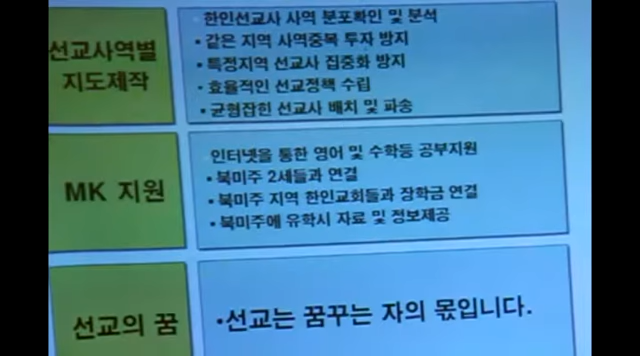 선교사역별
지도제작
한인선교사 사역 분포확인 및 분석
• 같은 지역 사역중목 투자 방지
• 특정지역 선교사 집중화 방지
• 효율적인 선교정책 수립
• 균형잡힌 선교사 배치 및 파송
MK 지원
인터넷을 통한 영어 및 수학등 공부지원
• 북미주 2세들과 연결
• 북미주 지역 한인교회들과 장학금 연결
• 북미주에 유학시 자료 및 정보제공
선교의 꿈
•선교는 꿈꾸는 자의 몫입니다.